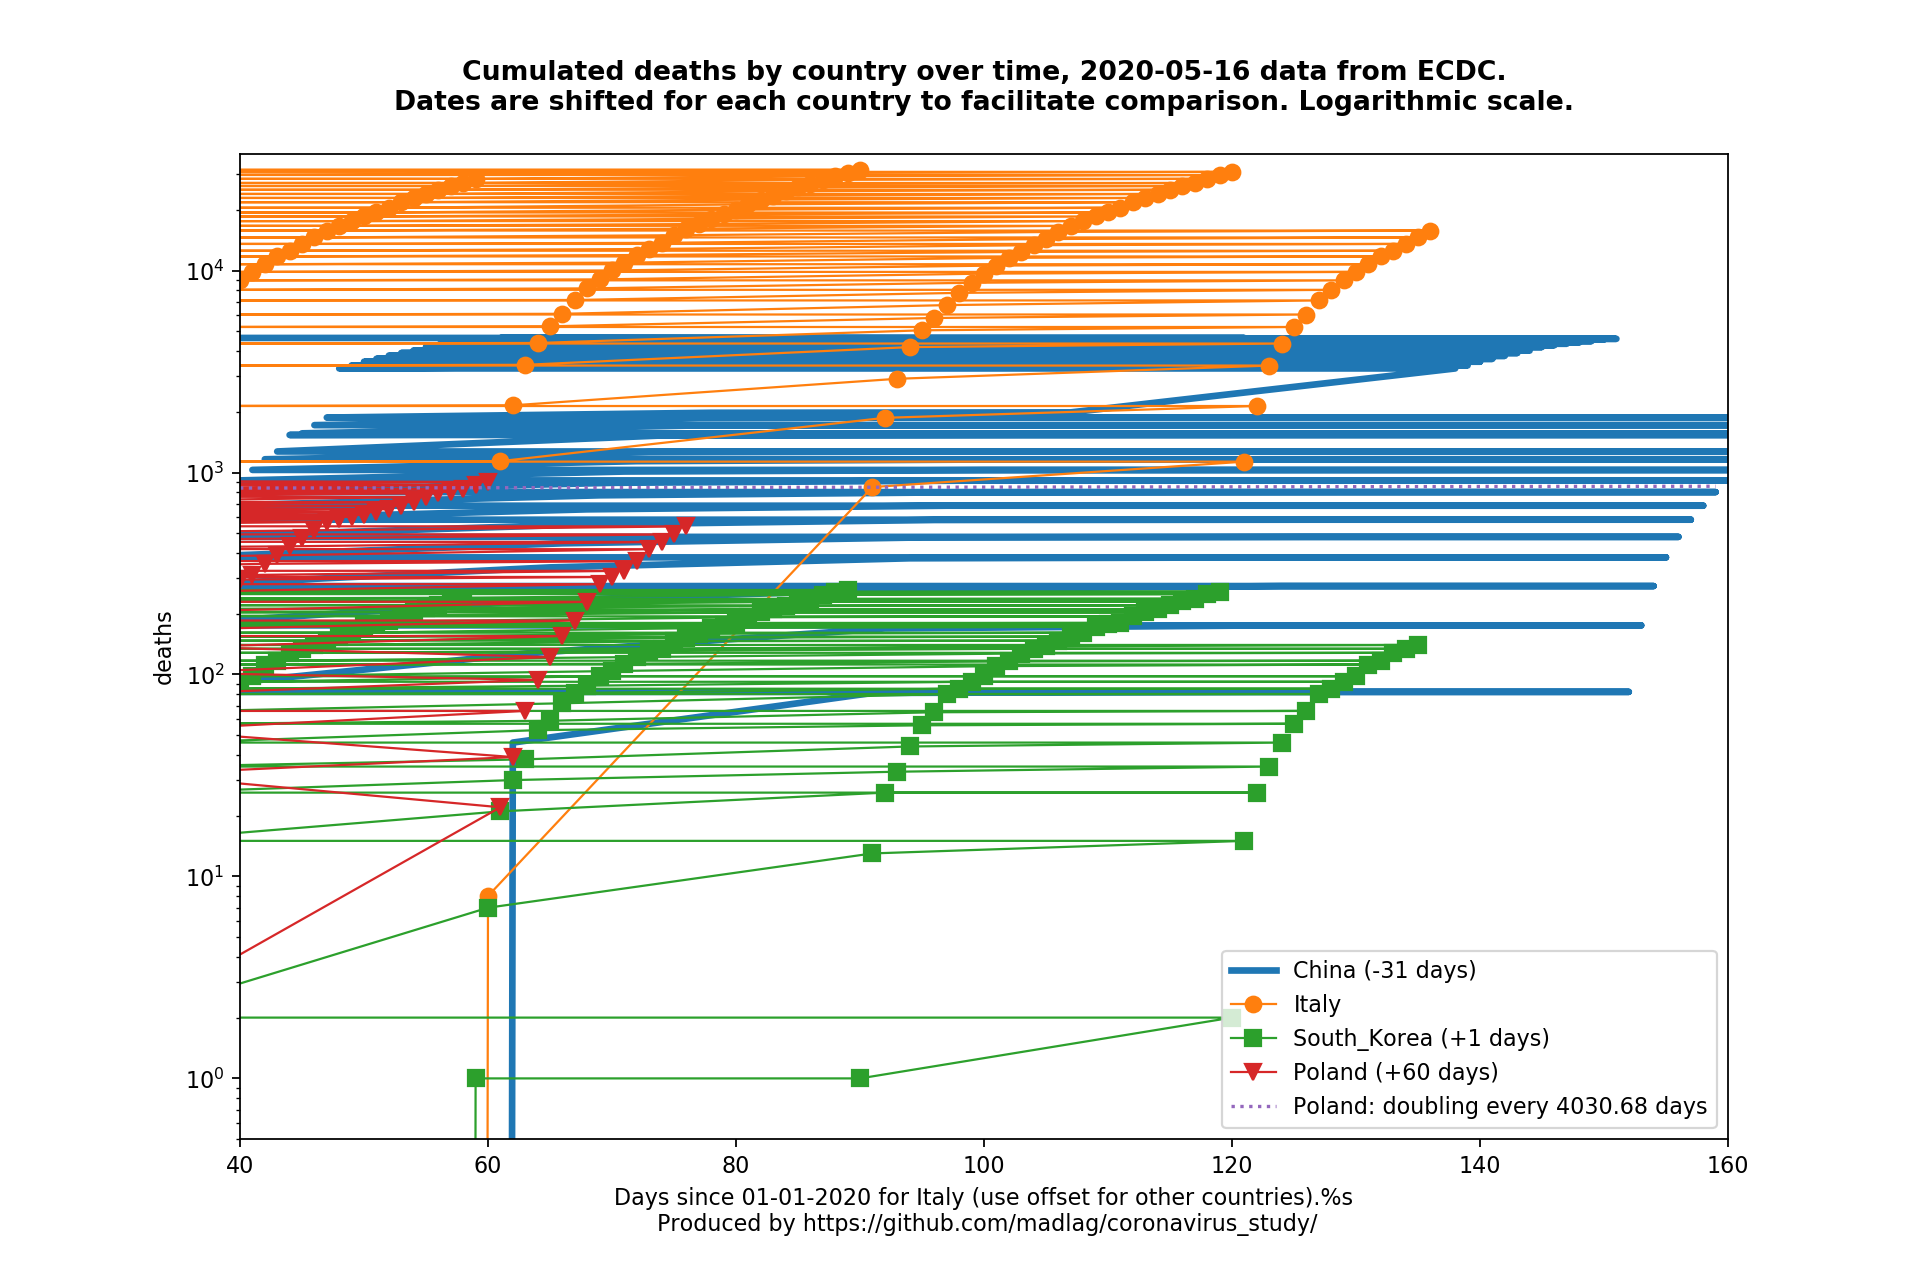 Cumulated deaths by country over time, 2020-05-16 data from ECDC.
Dates are shifted for each country to facilitate comparison. Logarithmic scale.
deaths
10^4
10^3
10^2
10^1
10^0
40
60
80
100
120
140
160
China (-31 days)
Italy
South_Korea (+1 days)
Poland (+60 days)
Poland: doubling every 4030.68 days
Days since 01-01-2020 for Italy (use offset for other countries).%s
Produced by https://github.com/madlag/coronavirus_study/